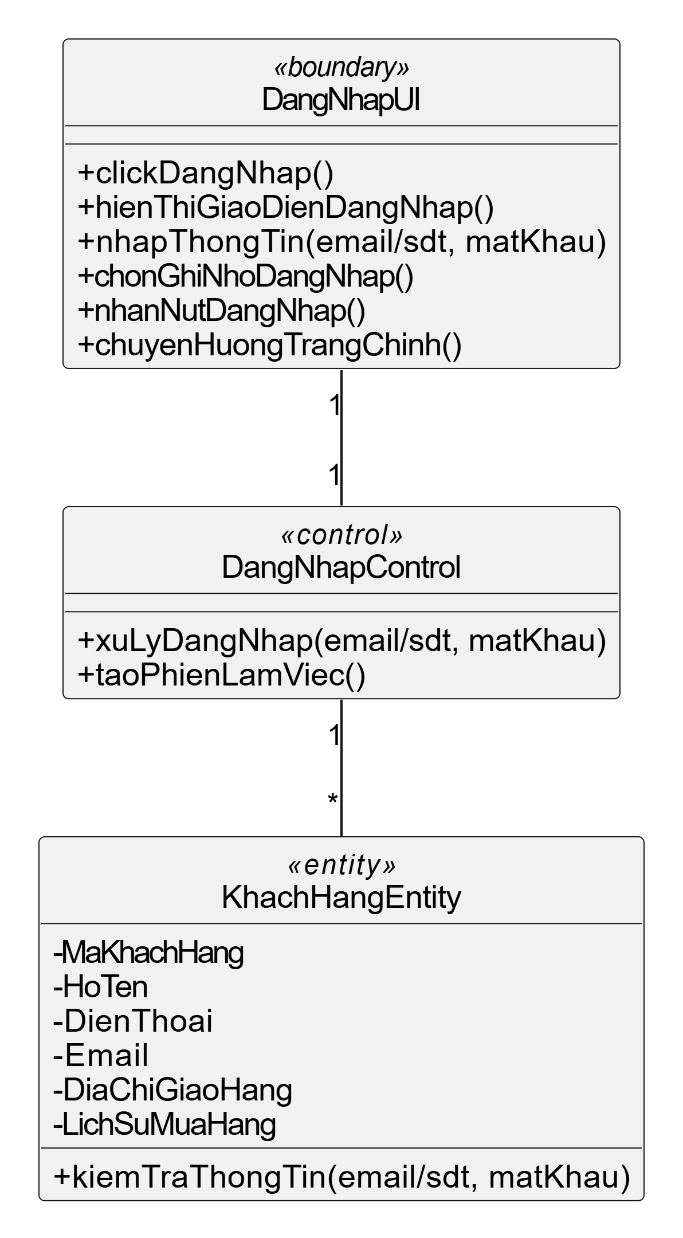 «boundary»
DangNhapUI
+clickDangNhap()
+hienThiGiaoDienDangNhap()
+nhapThongTin(email/sdt, matKhau)
+chonGhiNhoDangNhap()
+nhanNutDangNhap()
+chuyenHuongTrangChinh()
1
1
«control»
DangNhapControl
+xuLyDangNhap(email/sdt, matKhau)
+taoPhienLamViec()
1
*
«entity»
KhachHangEntity
-MaKhachHang
-HoTen
-DienThoai
-Email
-DiaChiGiaoHang
-LichSuMuaHang
+kiemTraThongTin(email/sdt, matKhau)